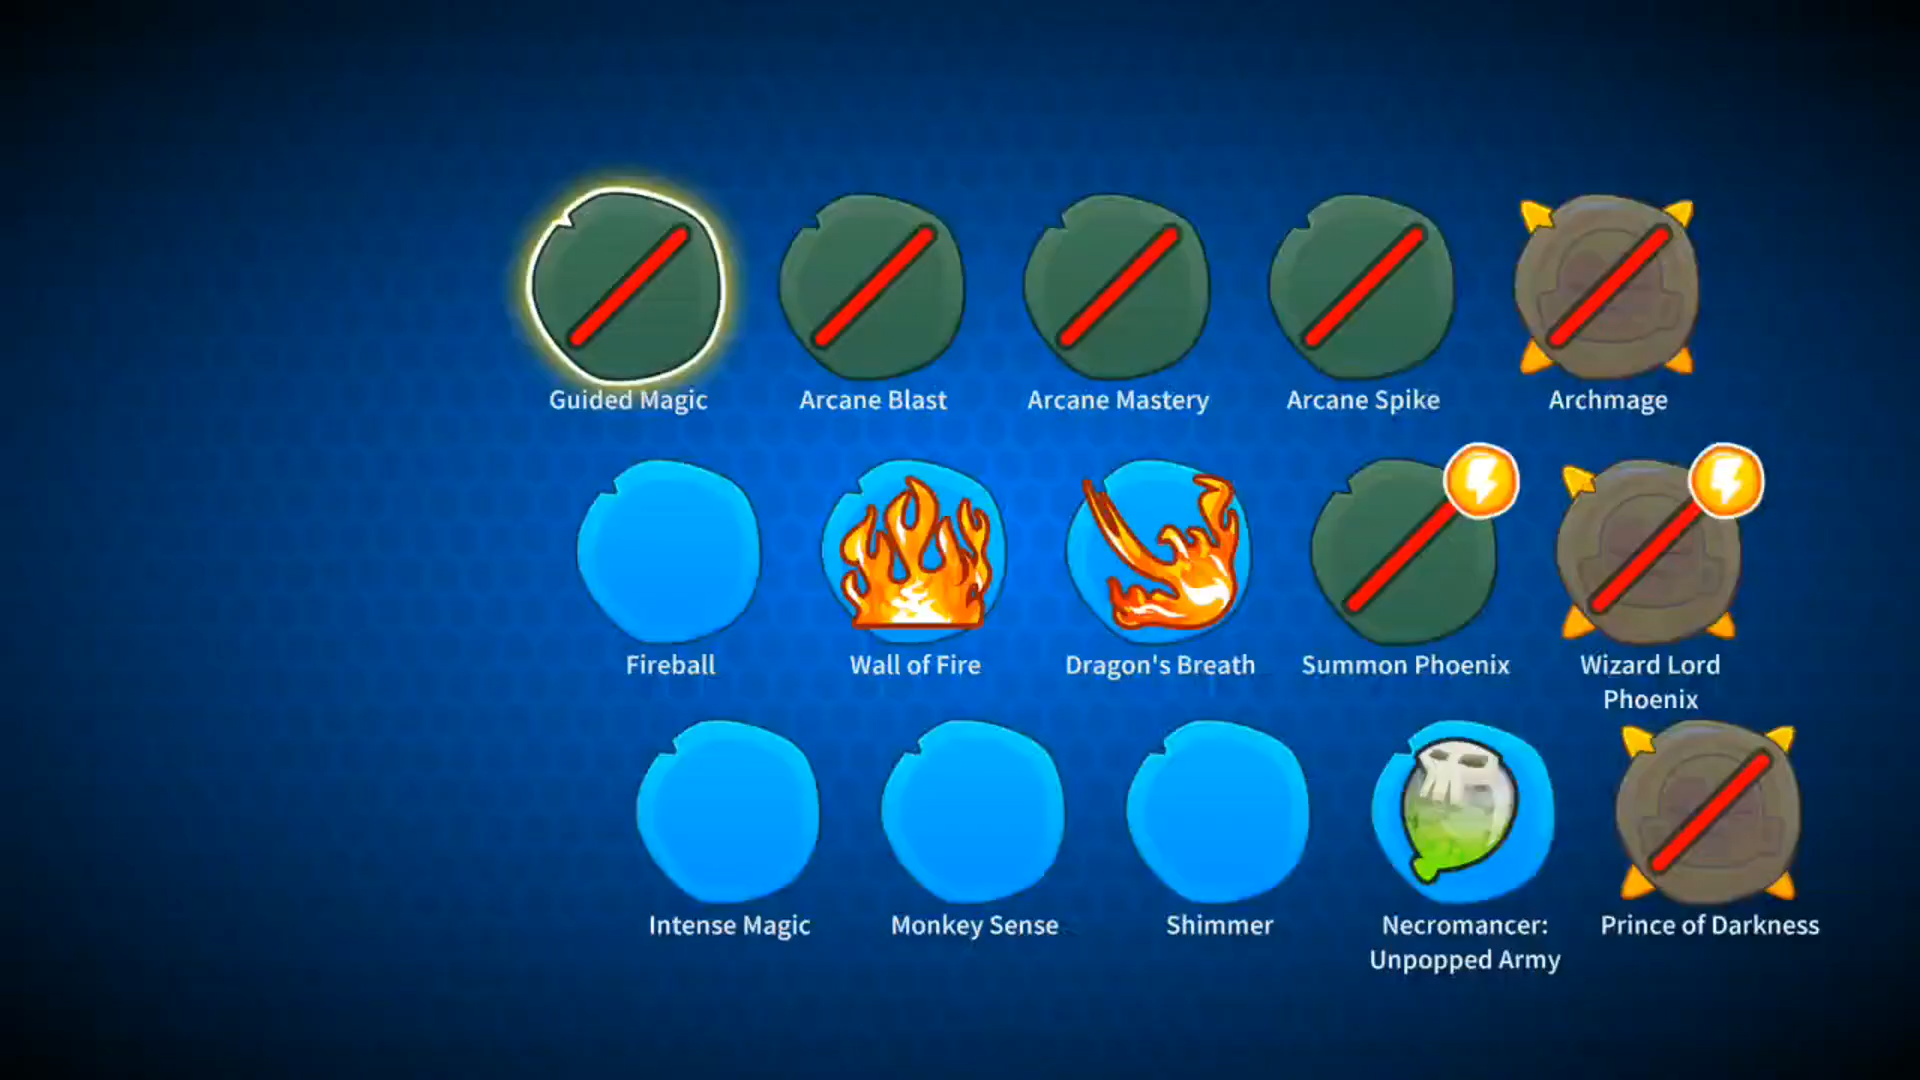 Guided Magic
Arcane Blast
Arcane Mastery
Arcane Spike
Archmage
Fireball
Wall of Fire
Dragon's Breath
Summon Phoenix
Wizard Lord
Phoenix
Intense Magic
Monkey Sense
Shimmer
Necromancer:
Unpopped Army
Prince of Darkness